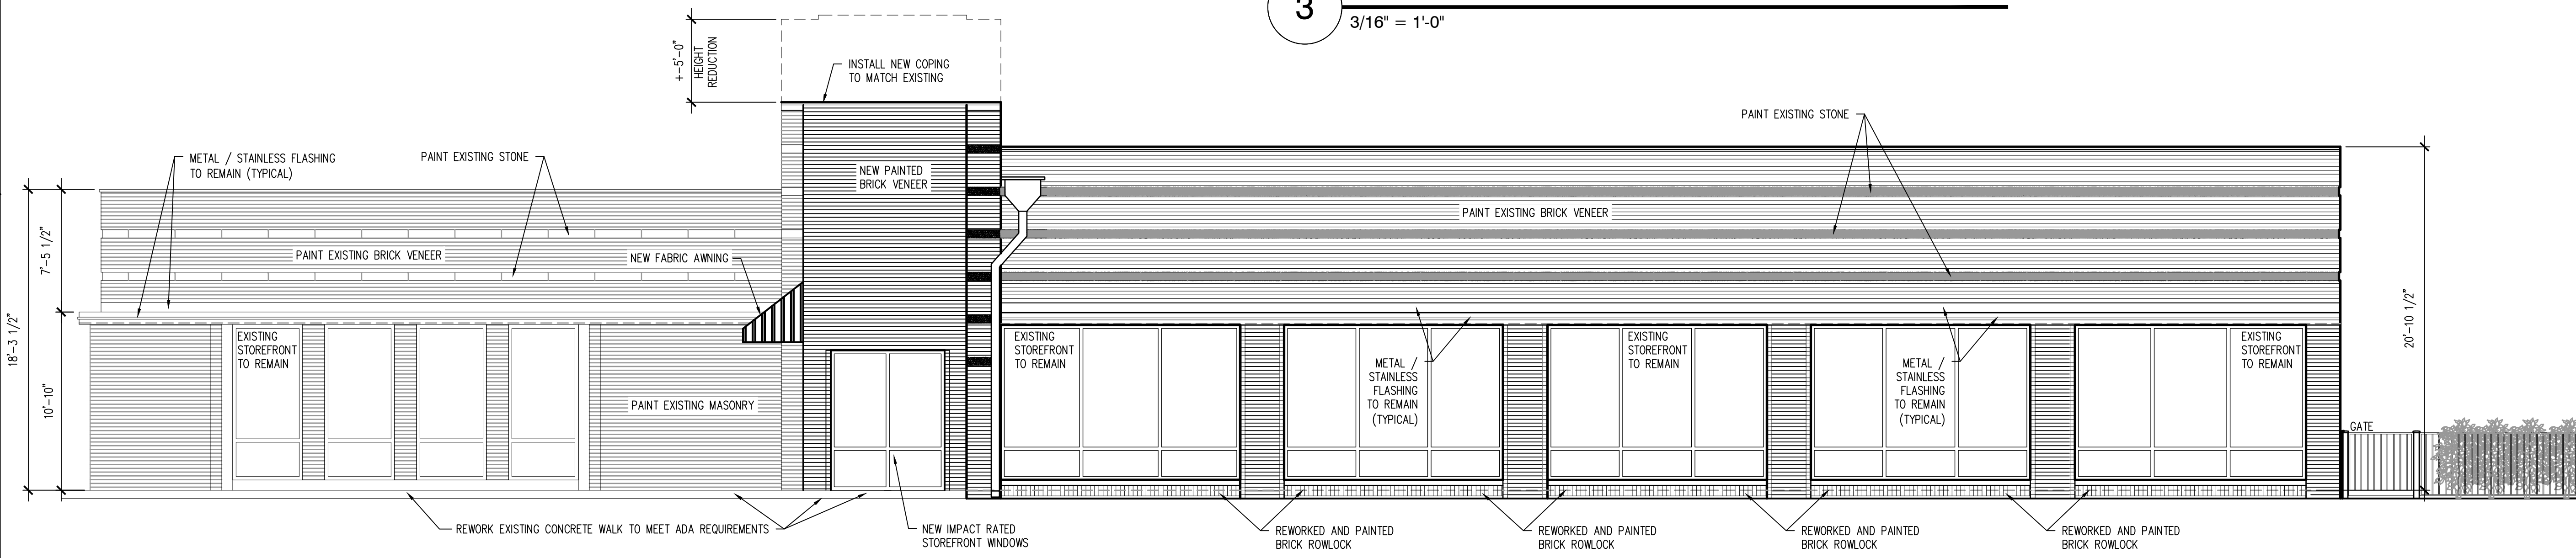 3
3/16" = 1'-0"
+-5'-0"
HEIGHT
REDUCTION
INSTALL NEW COPING
TO MATCH EXISTING
PAINT EXISTING STONE
METAL / STAINLESS FLASHING
TO REMAIN (TYPICAL)
PAINT EXISTING STONE
NEW PAINTED
BRICK VENEER
PAINT EXISTING BRICK VENEER
PAINT EXISTING BRICK VENEER
NEW FABRIC AWNING
7'-5 1/2"
18'-3 1/2"
10'-10"
20'-10 1/2"
EXISTING
STOREFRONT
TO REMAIN
EXISTING
STOREFRONT
TO REMAIN
METAL /
STAINLESS
FLASHING
TO REMAIN
(TYPICAL)
EXISTING
STOREFRONT
TO REMAIN
METAL /
STAINLESS
FLASHING
TO REMAIN
(TYPICAL)
EXISTING
STOREFRONT
TO REMAIN
PAINT EXISTING MASONRY
GATE
REWORK EXISTING CONCRETE WALK TO MEET ADA REQUIREMENTS
NEW IMPACT RATED
STOREFRONT WINDOWS
REWORKED AND PAINTED
BRICK ROWLOCK
REWORKED AND PAINTED
BRICK ROWLOCK
REWORKED AND PAINTED
BRICK ROWLOCK
REWORKED AND PAINTED
BRICK ROWLOCK